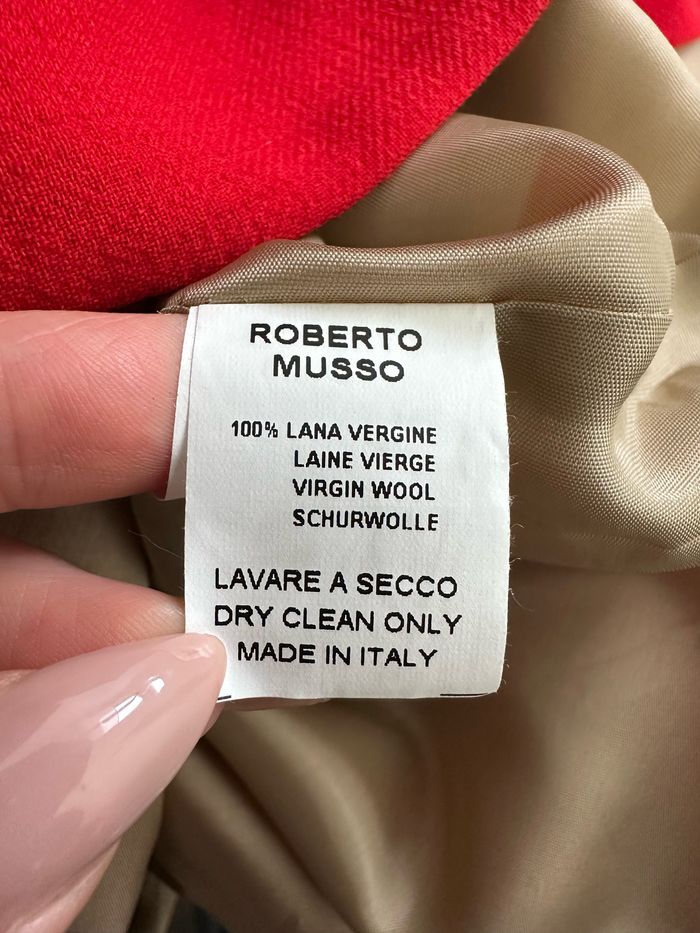 ROBERTO
MUSSO
100% LANA VERGINE
LAINE VIERGE
VIRGIN WOOL
SCHURWOLLE
LAVARE A SECCO
DRY CLEAN ONLY
MADE IN ITALY